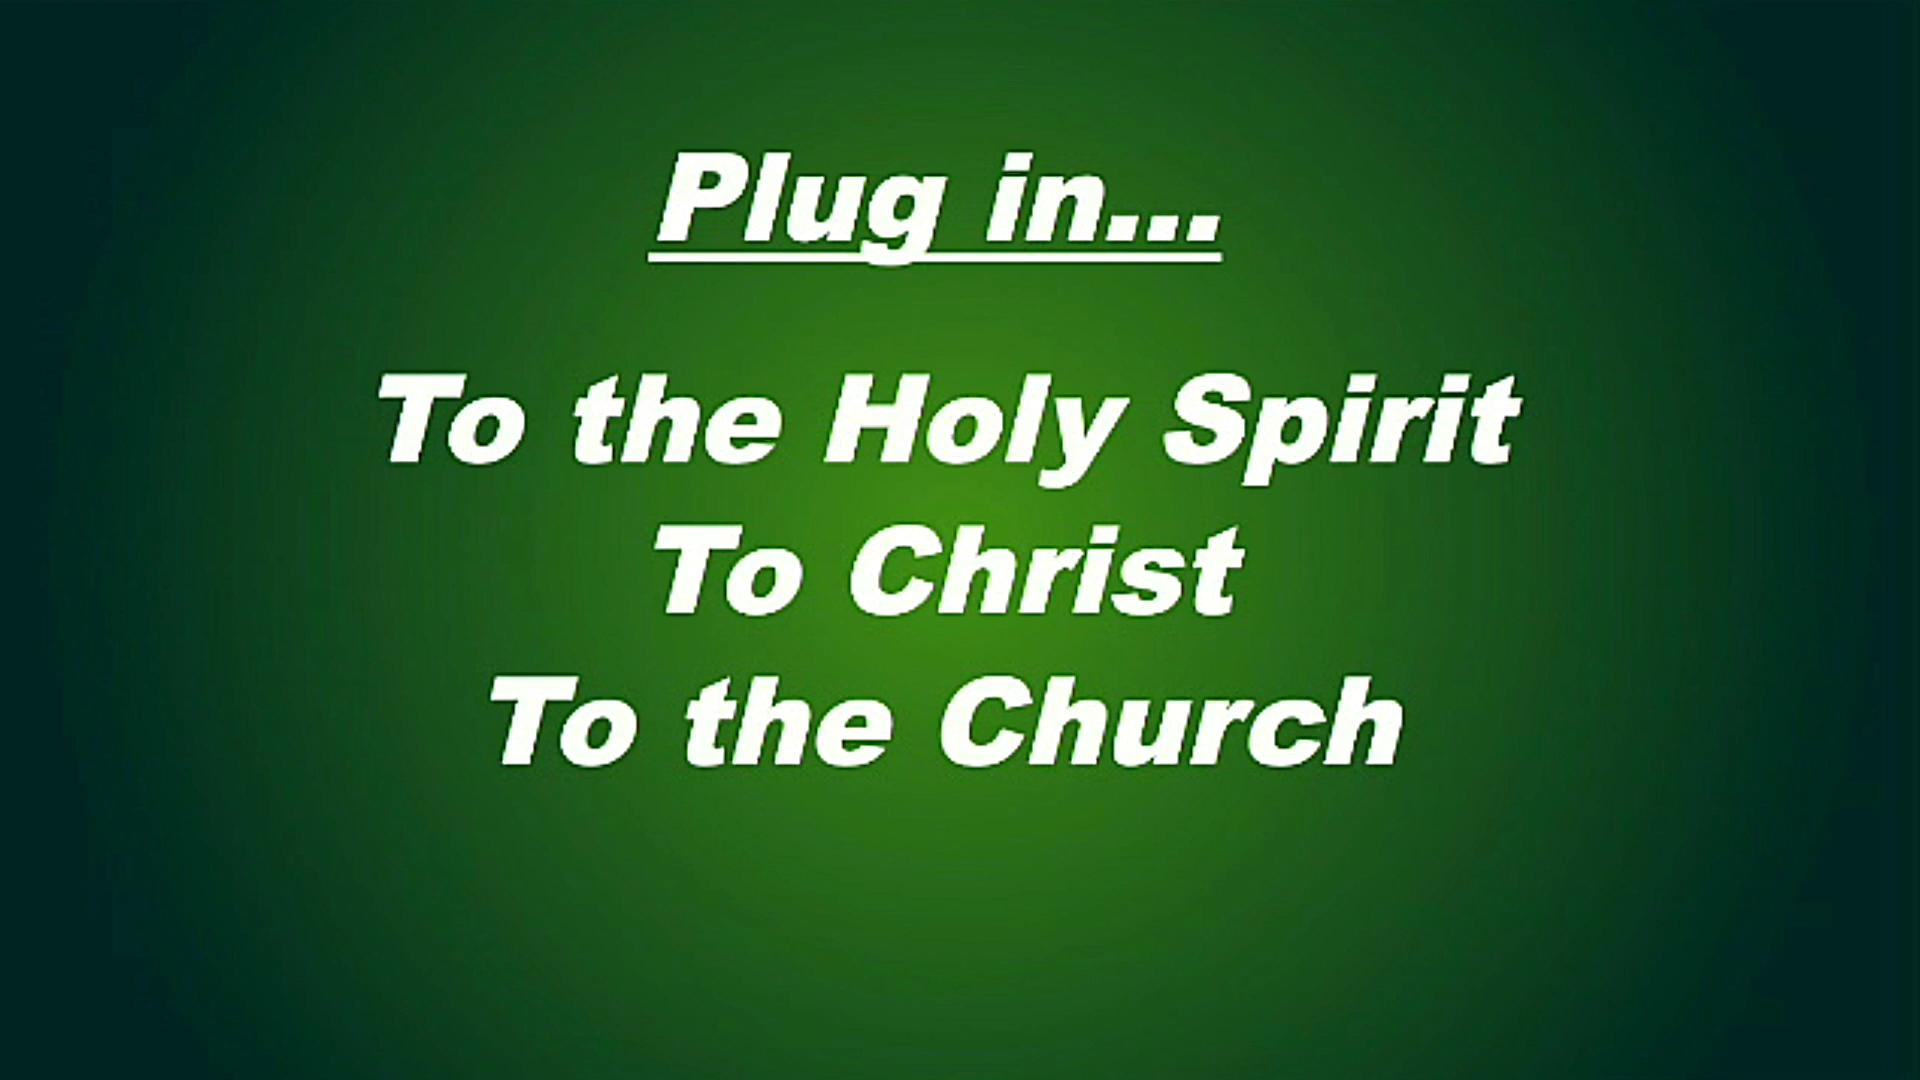 Plug in...
To the Holy Spirit
To Christ
To the Church